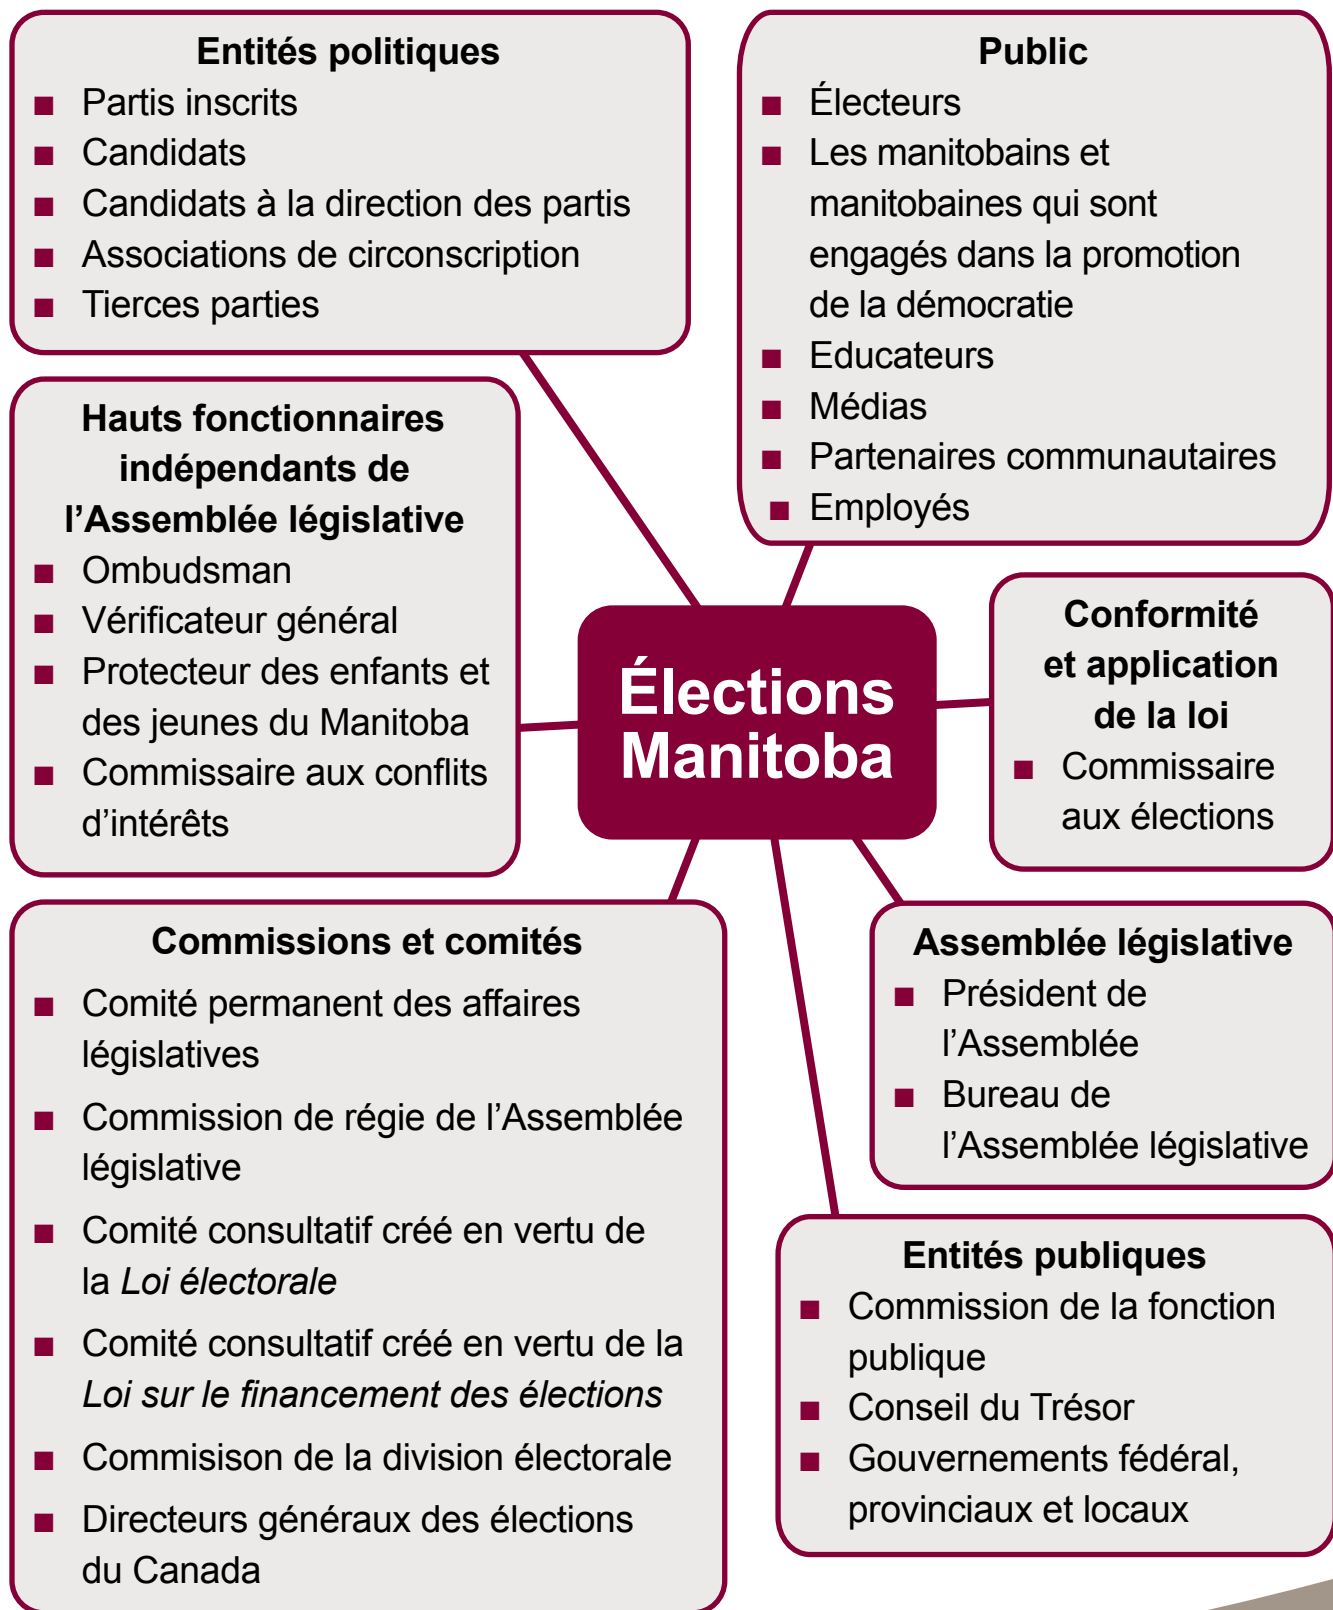 Entités politiques
■ Partis inscrits
■ Candidats
■ Candidats à la direction des partis
■ Associations de circonscription
■ Tierces parties
Public
■ Électeurs
■ Les manitobains et
manitobaines qui sont
engagés dans la promotion
de la démocratie
■ Educateurs
■ Médias
■ Partenaires communautaires
■ Employés
Hauts fonctionnaires
indépendants de
l’Assemblée législative
■ Ombudsman
■ Vérificateur général
■ Protecteur des enfants et
des jeunes du Manitoba
■ Commissaire aux conflits
d’intérêts
Élections
Manitoba
Conformité
et application
de la loi
■ Commissaire
aux élections
Commissions et comités
■ Comité permanent des affaires
législatives
■ Commission de régie de l’Assemblée
législative
■ Comité consultatif créé en vertu de
la Loi électorale
■ Comité consultatif créé en vertu de la
Loi sur le financement des élections
■ Commisison de la division électorale
■ Directeurs généraux des élections
du Canada
Assemblée législative
■ Président de
l’Assemblée
■ Bureau de
l’Assemblée législative
Entités publiques
■ Commission de la fonction
publique
■ Conseil du Trésor
■ Gouvernements fédéral,
provinciaux et locaux